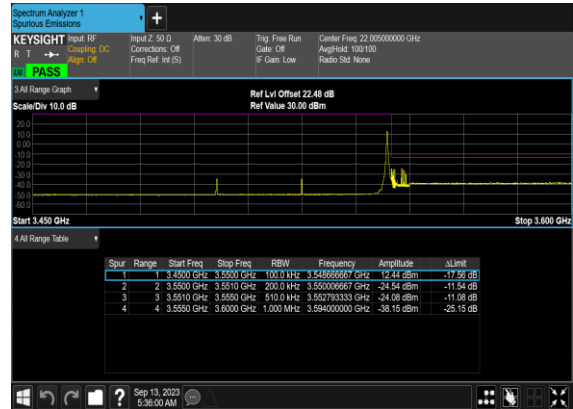 Spectrum Analyzer 1
Spurious Emissions
+
KEYSIGHT Input: RF Input Z: 50 Ω Atten: 30 dB Trig: Free Run Center Freq: 22.005000000 GHz
R T Coupling: DC Corrections: Off Gate: Off Avg|Hold: 100/100
Align: Off Freq Ref: Int (S) IF Gain: Low Radio Std: None
LM PASS
3 All Range Graph
Ref Lvl Offset 22.48 dB
Scale/Div 10.0 dB Ref Value 30.00 dBm
20.0
10.0
0.00
-10.0
-20.0
-30.0
-40.0
-50.0
-60.0
Start 3.450 GHz Stop 3.600 GHz
4 All Range Table
Spur Range Start Freq Stop Freq RBW Frequency Amplitude ΔLimit
1 1 3.4500 GHz 3.5500 GHz 100.0 kHz 3.548666667 GHz 12.44 dBm -17.56 dB
2 2 3.5500 GHz 3.5510 GHz 200.0 kHz 3.550006667 GHz -24.54 dBm -11.54 dB
3 3 3.5510 GHz 3.5550 GHz 510.0 kHz 3.552793333 GHz -24.08 dBm -11.08 dB
4 4 3.5550 GHz 3.6000 GHz 1.000 MHz 3.594000000 GHz -38.15 dBm -25.15 dB
? Sep 13, 2023
5:36:00 AM